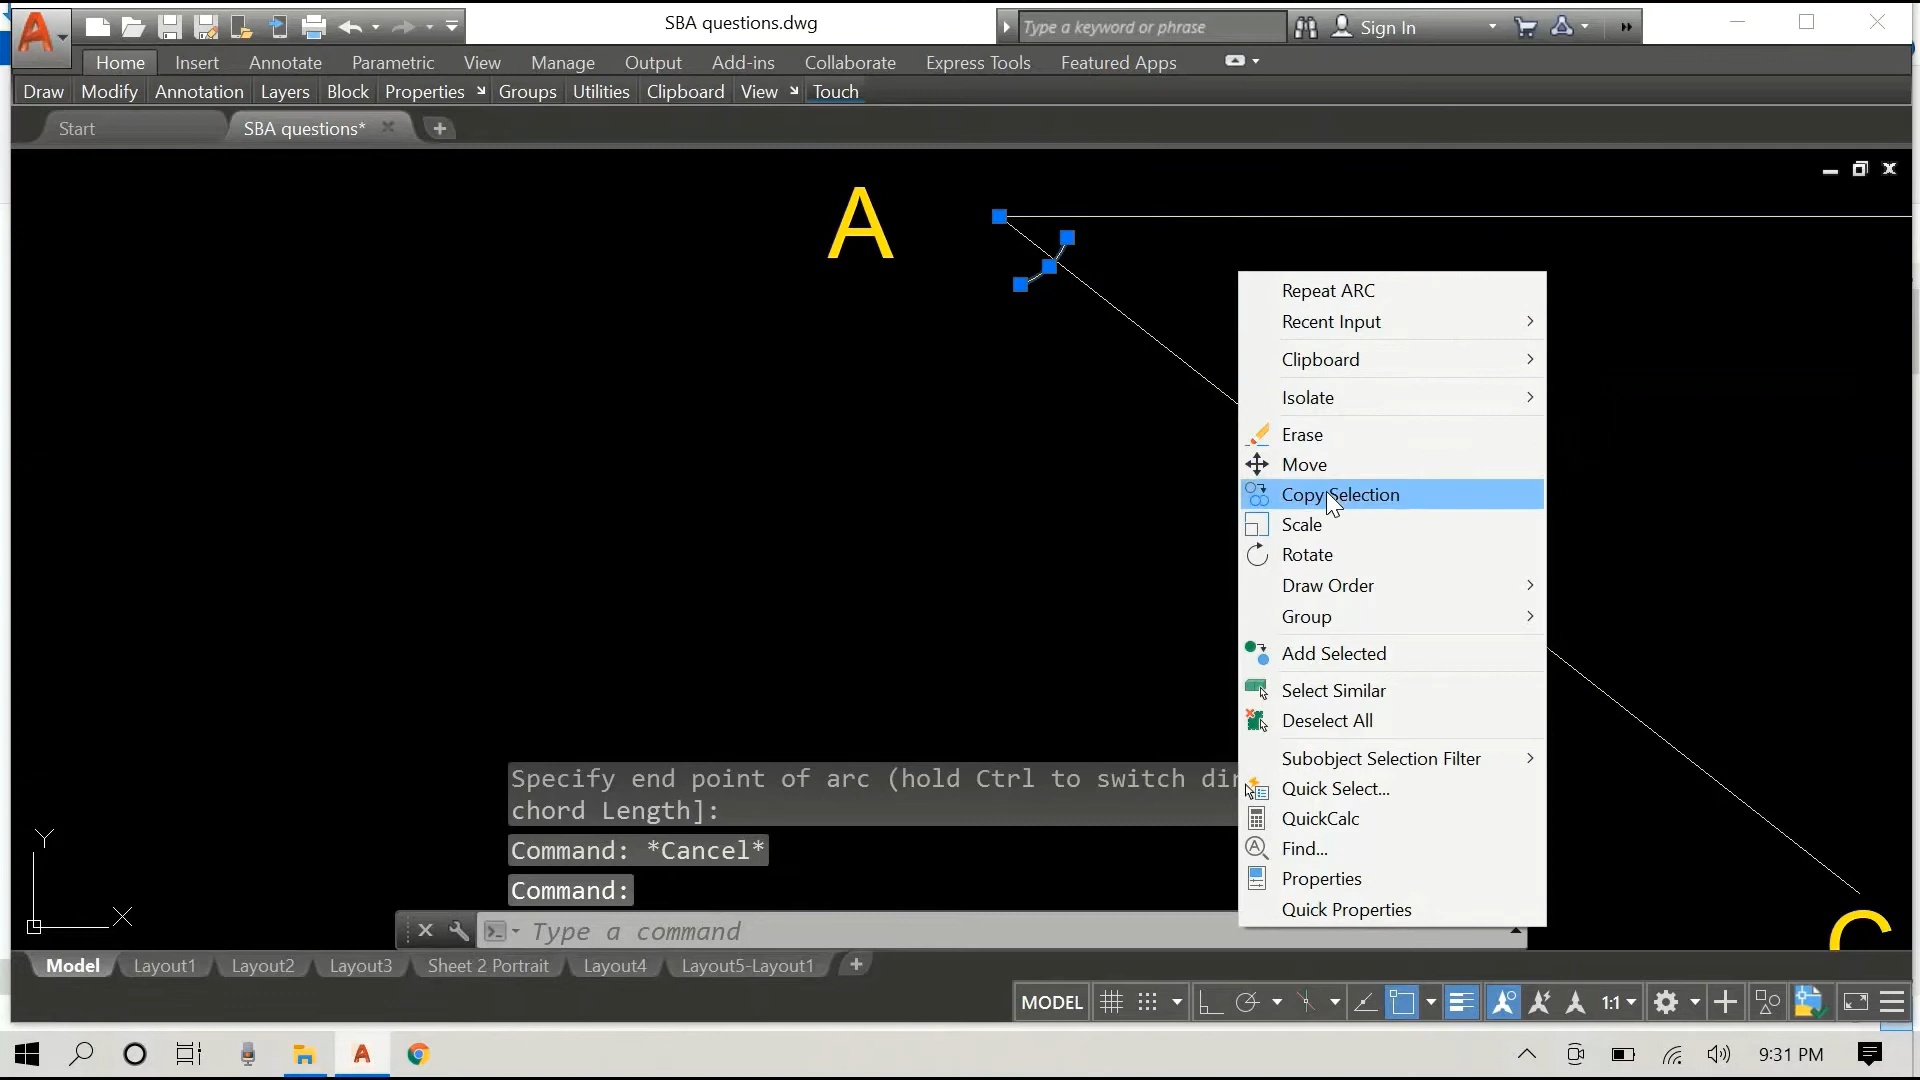 SBA questions.dwg
Type a keyword or phrase
Sign In
Home Insert Annotate Parametric View Manage Output Add-ins Collaborate Express Tools Featured Apps
Draw Modify Annotation Layers Block Properties Groups Utilities Clipboard View Touch
Start SBA questions*
A
Repeat ARC
Recent Input
Clipboard
Isolate
Erase
Move
Copy Selection
Scale
Rotate
Draw Order
Group
Add Selected
Select Similar
Deselect All
Subobject Selection Filter
Quick Select...
QuickCalc
Find...
Properties
Quick Properties
Specify end point of arc (hold Ctrl to switch
chord Length]:
Command: *Cancel*
Command:
Type a command
Y
X
C
Model Layout1 Layout2 Layout3 Sheet 2 Portrait Layout4 Layout5-Layout1
MODEL 1:1
9:31 PM